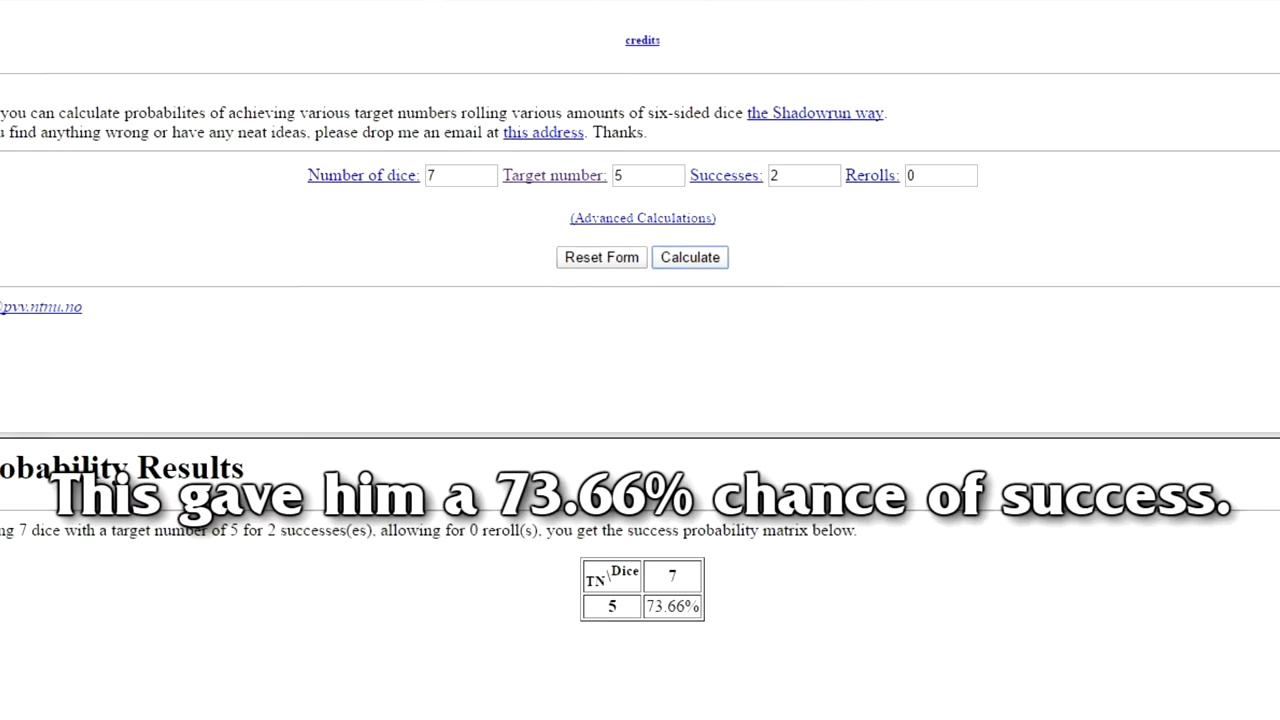 credits
you can calculate probabilites of achieving various target numbers rolling various amounts of six-sided dice the Shadowrun way.
find anything wrong or have any neat ideas, please drop me an email at this address. Thanks.
Number of dice: 7 Target number: 5 Successes: 2 Rerolls: 0
(Advanced Calculations)
Reset Form Calculate
@pvv.ntnu.no
obability Results
This gave him a 73.66% chance of success.
ng 7 dice with a target number of 5 for 2 successes(es), allowing for 0 reroll(s), you get the success probability matrix below.
TN\Dice 7
5 73.66%